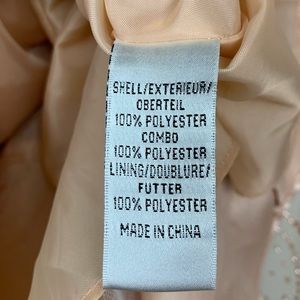 SHELL/EXTERIEUR/
OBERTEIL
100% POLYESTER
COMBO
100% POLYESTER
LINING/DOUBLURE/
FUTTER
100% POLYESTER
MADE IN CHINA